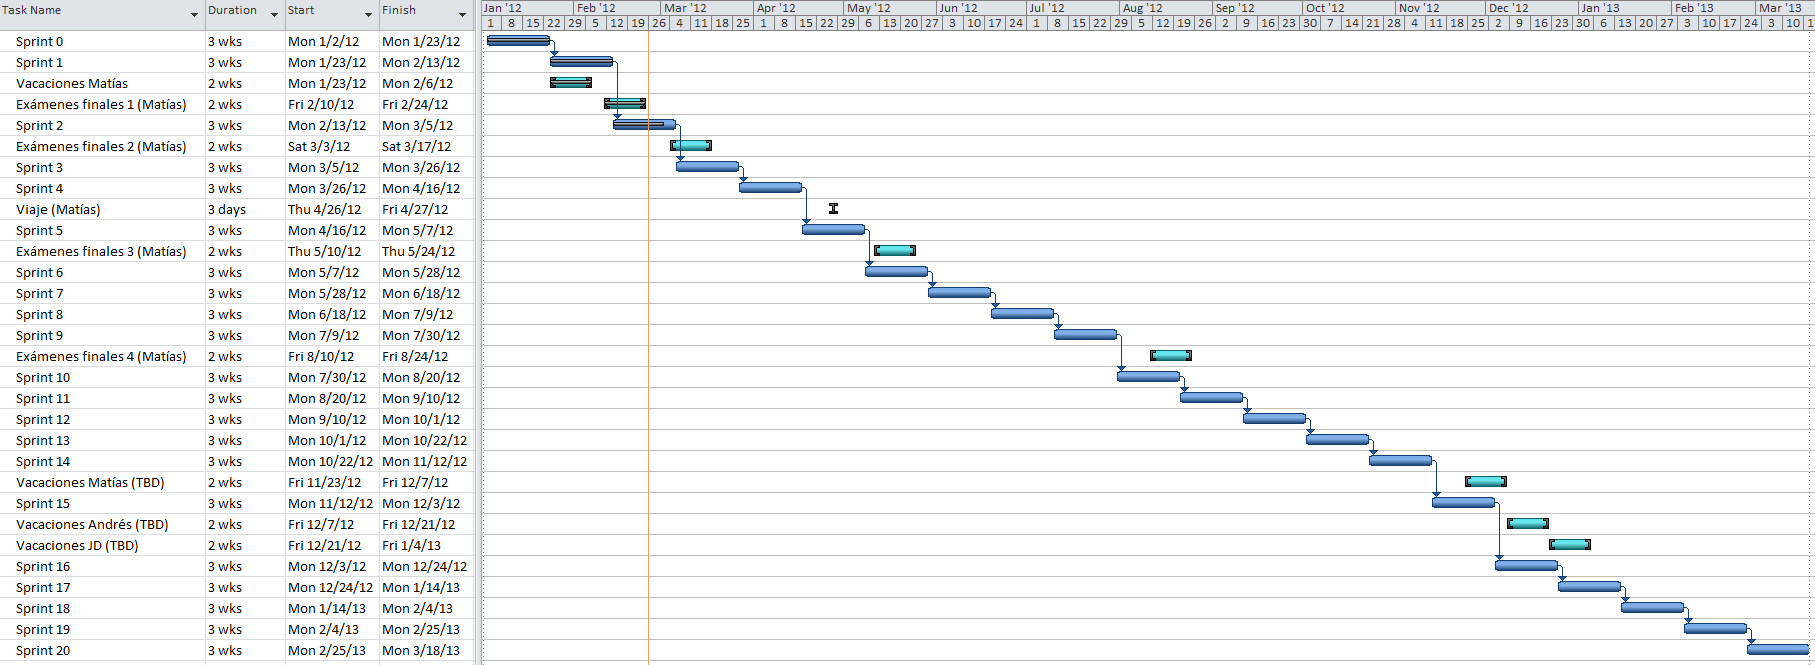 Task Name Duration Start Finish Jan '12 Feb '12 Mar '12 Apr '12 May '12 Jun '12 Jul '12 Aug '12 Sep '12 Oct '12 Nov '12 Dec '12 Jan '13 Feb '13 Mar '13
1 8 15 22 29 5 12 19 26 4 11 18 25 1 8 15 22 29 6 13 20 27 3 10 17 24 1 8 15 22 29 5 12 19 26 2 9 16 23 30 7 14 21 28 4 11 18 25 2 9 16 23 30 6 13 20 27 3 10 17 24 3 10
Sprint 0 3 wks Mon 1/2/12 Mon 1/23/12
Sprint 1 3 wks Mon 1/23/12 Mon 2/13/12
Vacaciones Matías 2 wks Mon 1/23/12 Mon 2/6/12
Exámenes finales 1 (Matías) 2 wks Fri 2/10/12 Fri 2/24/12
Sprint 2 3 wks Mon 2/13/12 Mon 3/5/12
Exámenes finales 2 (Matías) 2 wks Sat 3/3/12 Sat 3/17/12
Sprint 3 3 wks Mon 3/5/12 Mon 3/26/12
Sprint 4 3 wks Mon 3/26/12 Mon 4/16/12
Viaje (Matías) 3 days Thu 4/26/12 Fri 4/27/12
Sprint 5 3 wks Mon 4/16/12 Mon 5/7/12
Exámenes finales 3 (Matías) 2 wks Thu 5/10/12 Thu 5/24/12
Sprint 6 3 wks Mon 5/7/12 Mon 5/28/12
Sprint 7 3 wks Mon 5/28/12 Mon 6/18/12
Sprint 8 3 wks Mon 6/18/12 Mon 7/9/12
Sprint 9 3 wks Mon 7/9/12 Mon 7/30/12
Exámenes finales 4 (Matías) 2 wks Fri 8/10/12 Fri 8/24/12
Sprint 10 3 wks Mon 7/30/12 Mon 8/20/12
Sprint 11 3 wks Mon 8/20/12 Mon 9/10/12
Sprint 12 3 wks Mon 9/10/12 Mon 10/1/12
Sprint 13 3 wks Mon 10/1/12 Mon 10/22/12
Sprint 14 3 wks Mon 10/22/12 Mon 11/12/12
Vacaciones Matías (TBD) 2 wks Fri 11/23/12 Fri 12/7/12
Sprint 15 3 wks Mon 11/12/12 Mon 12/3/12
Vacaciones Andrés (TBD) 2 wks Fri 12/7/12 Fri 12/21/12
Vacaciones JD (TBD) 2 wks Fri 12/21/12 Fri 1/4/13
Sprint 16 3 wks Mon 12/3/12 Mon 12/24/12
Sprint 17 3 wks Mon 12/24/12 Mon 1/14/13
Sprint 18 3 wks Mon 1/14/13 Mon 2/4/13
Sprint 19 3 wks Mon 2/4/13 Mon 2/25/13
Sprint 20 3 wks Mon 2/25/13 Mon 3/18/13